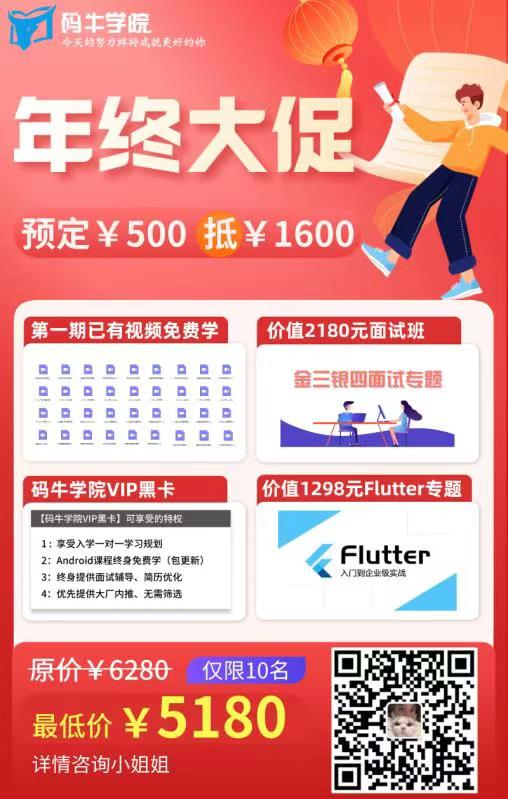 码牛学院
今天的努力终将成就更好的你
年终大促
预定￥500 抵 ￥1600
第一期已有视频免费学
价值2180元面试班
金三银四面试专题
码牛学院VIP黑卡
【码牛学院VIP黑卡】可享受的特权
1：享受入学一对一学习规划
2：Android课程终身免费学（包更新）
3：终身提供面试辅导、简历优化
4：优先提供大厂内推、无需筛选
价值1298元Flutter专题
Flutter
入门到企业级实战
原价￥6280
仅限10名
最低价￥5180
详情咨询小姐姐